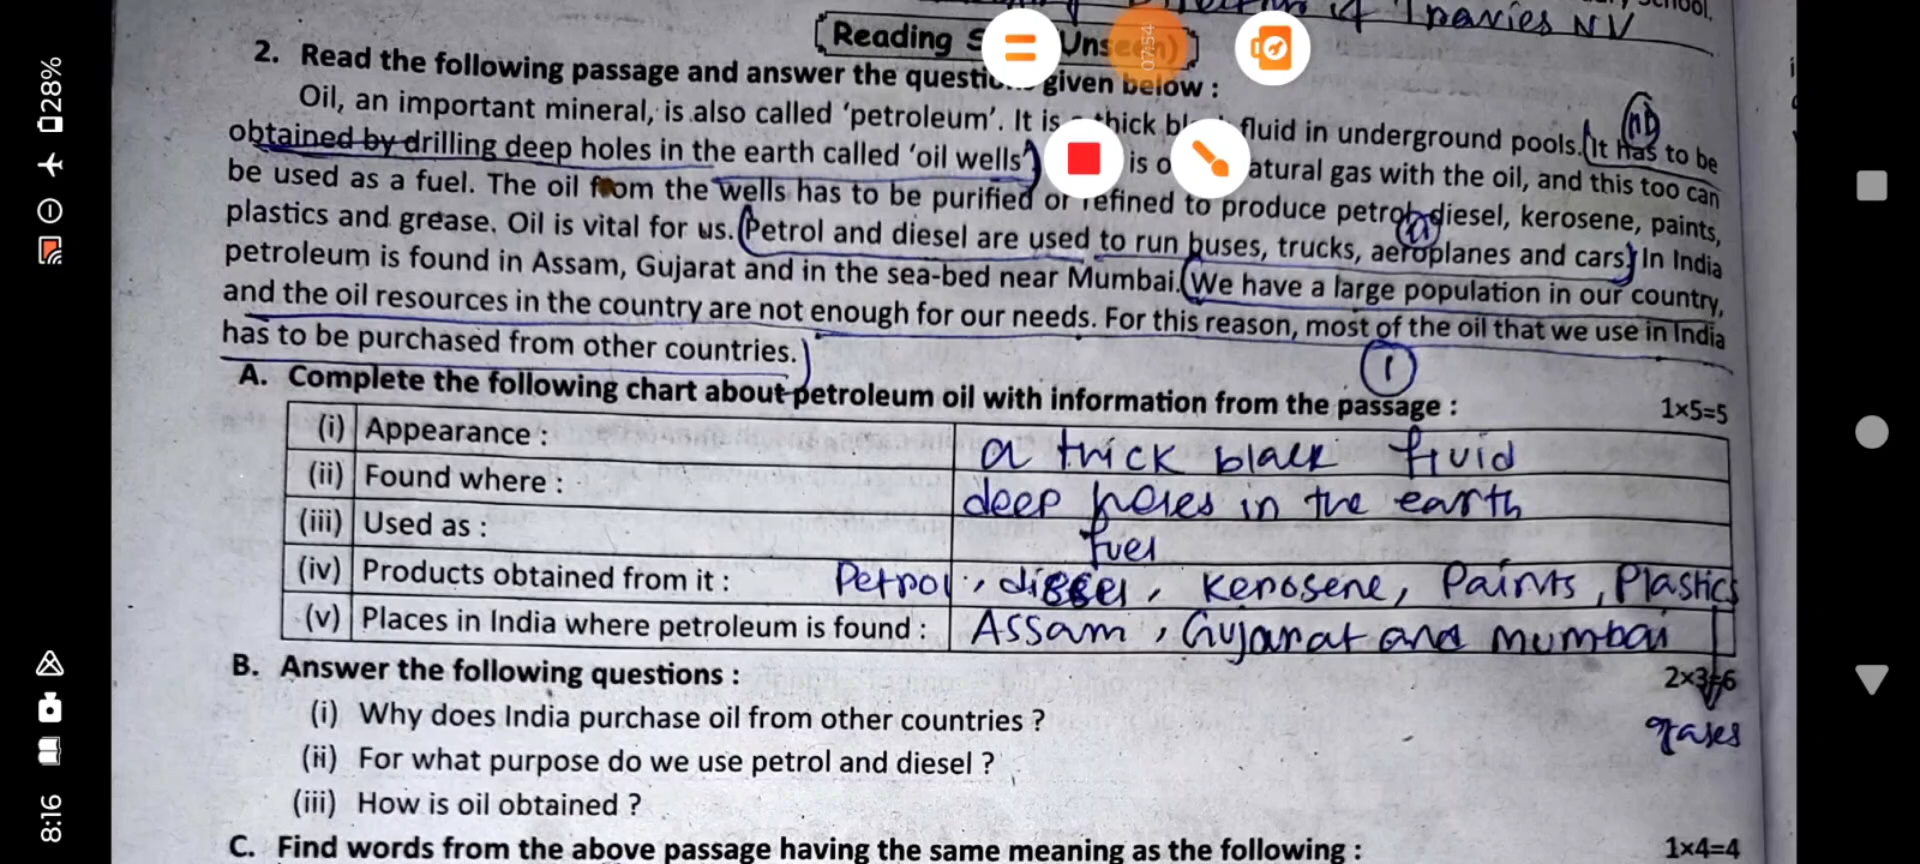 Travies NV
Reading
2. Read the following passage and answer the given below :
Oil, an important mineral, is also called 'petroleum'. It is thick fluid in underground pools. It has to be
obtained by drilling deep holes in the earth called 'oil wells' is natural gas with the oil, and this too can
be used as a fuel. The oil from the wells has to be purified or refined to produce petrol, diesel, kerosene, paints,
plastics and grease. Oil is vital for us. Petrol and diesel are used to run buses, trucks, aeroplanes and cars. In India
petroleum is found in Assam, Gujarat and in the sea-bed near Mumbai. We have a large population in our country,
and the oil resources in the country are not enough for our needs. For this reason, most of the oil that we use in India
has to be purchased from other countries.
A. Complete the following chart about petroleum oil with information from the passage : 1×5=5
(i) Appearance : a thick black fluid
(ii) Found where : deep holes in the earth
(iii) Used as : fuel
(iv) Products obtained from it : Petrol, diesel, Kerosene, Paints, Plastics
(v) Places in India where petroleum is found : Assam, Gujarat and Mumbai
B. Answer the following questions : 2×3=6
(i) Why does India purchase oil from other countries ?
(ii) For what purpose do we use petrol and diesel ?
(iii) How is oil obtained ?
C. Find words from the above passage having the same meaning as the following : 1×4=4
28%
8:16
07:54